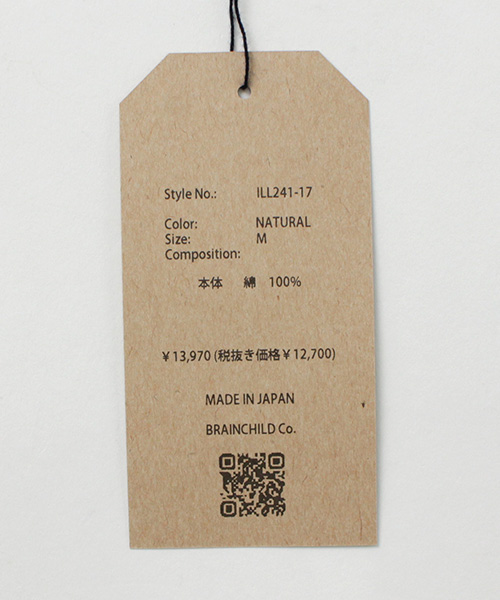 Style No.: ILL241-17
Color: NATURAL
Size: M
Composition:
本体 綿 100%
¥13,970 (税抜き価格¥12,700)
MADE IN JAPAN
BRAINCHILD Co.